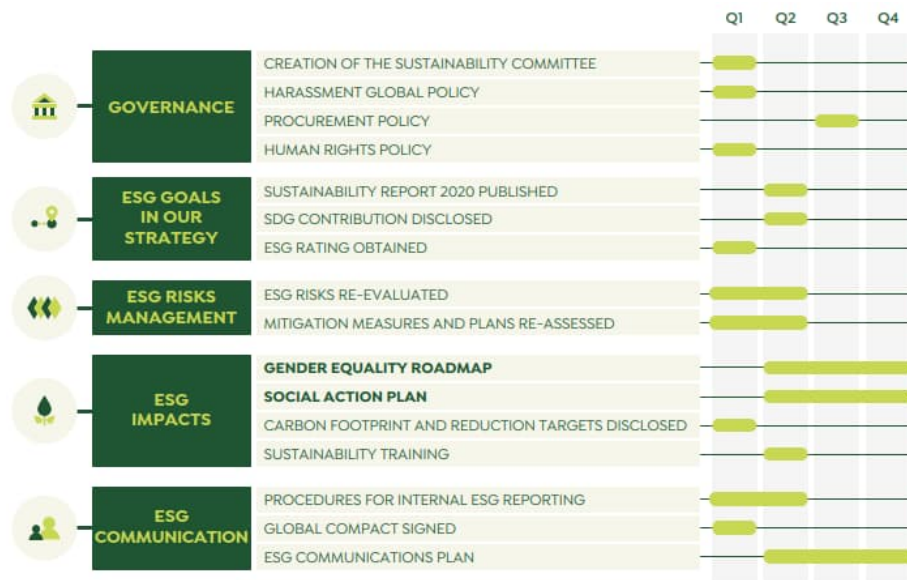 Q1 Q2 Q3 Q4
GOVERNANCE
CREATION OF THE SUSTAINABILITY COMMITTEE
HARASSMENT GLOBAL POLICY
PROCUREMENT POLICY
HUMAN RIGHTS POLICY
ESG GOALS
IN OUR
STRATEGY
SUSTAINABILITY REPORT 2020 PUBLISHED
SDG CONTRIBUTION DISCLOSED
ESG RATING OBTAINED
ESG RISKS
MANAGEMENT
ESG RISKS RE-EVALUATED
MITIGATION MEASURES AND PLANS RE-ASSESSED
ESG
IMPACTS
GENDER EQUALITY ROADMAP
SOCIAL ACTION PLAN
CARBON FOOTPRINT AND REDUCTION TARGETS DISCLOSED
SUSTAINABILITY TRAINING
ESG
COMMUNICATION
PROCEDURES FOR INTERNAL ESG REPORTING
GLOBAL COMPACT SIGNED
ESG COMMUNICATIONS PLAN